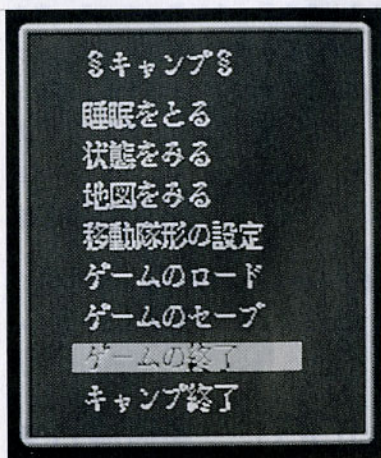 §キャンプ§
睡眠をとる
状態をみる
地図をみる
移動隊形の設定
ゲームのロード
ゲームのセーブ
ゲームの終了
キャンプ終了